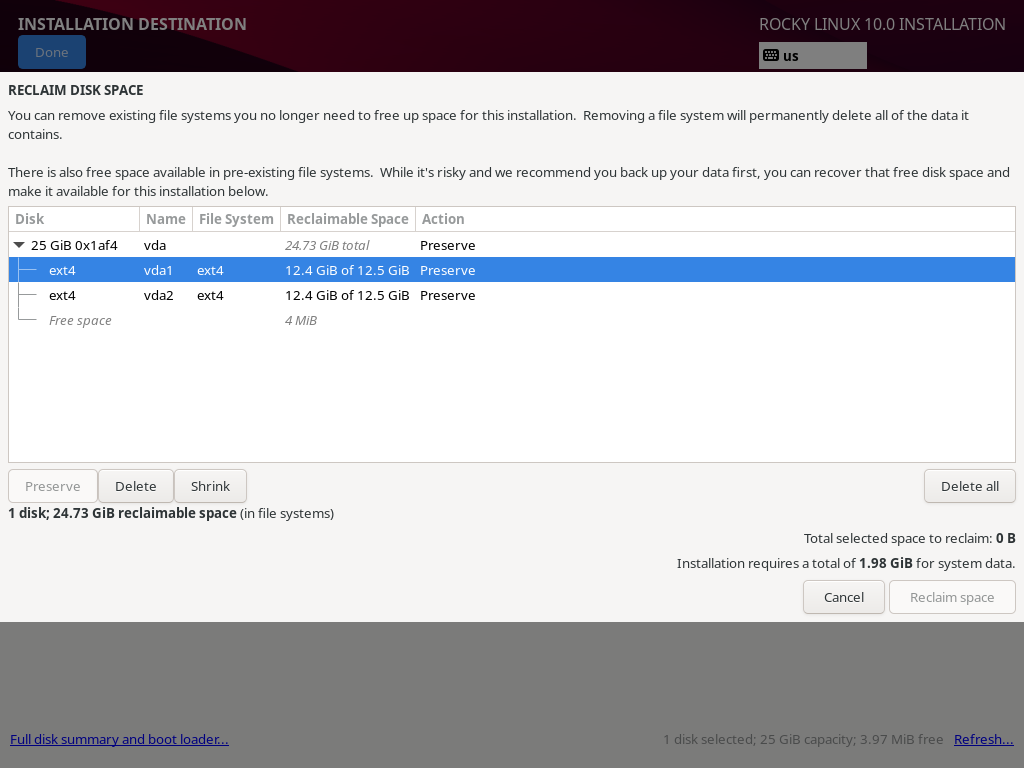 INSTALLATION DESTINATION
ROCKY LINUX 10.0 INSTALLATION
Done
us
RECLAIM DISK SPACE
You can remove existing file systems you no longer need to free up space for this installation.  Removing a file system will permanently delete all of the data it
contains.
There is also free space available in pre-existing file systems.  While it's risky and we recommend you back up your data first, you can recover that free disk space and
make it available for this installation below.
Disk Name File System Reclaimable Space Action
25 GiB 0x1af4 vda 24.73 GiB total Preserve
ext4 vda1 ext4 12.4 GiB of 12.5 GiB Preserve
ext4 vda2 ext4 12.4 GiB of 12.5 GiB Preserve
Free space 4 MiB
Preserve Delete Shrink Delete all
1 disk; 24.73 GiB reclaimable space (in file systems)
Total selected space to reclaim: 0 B
Installation requires a total of 1.98 GiB for system data.
Cancel Reclaim space
Full disk summary and boot loader... 1 disk selected; 25 GiB capacity; 3.97 MiB free Refresh...